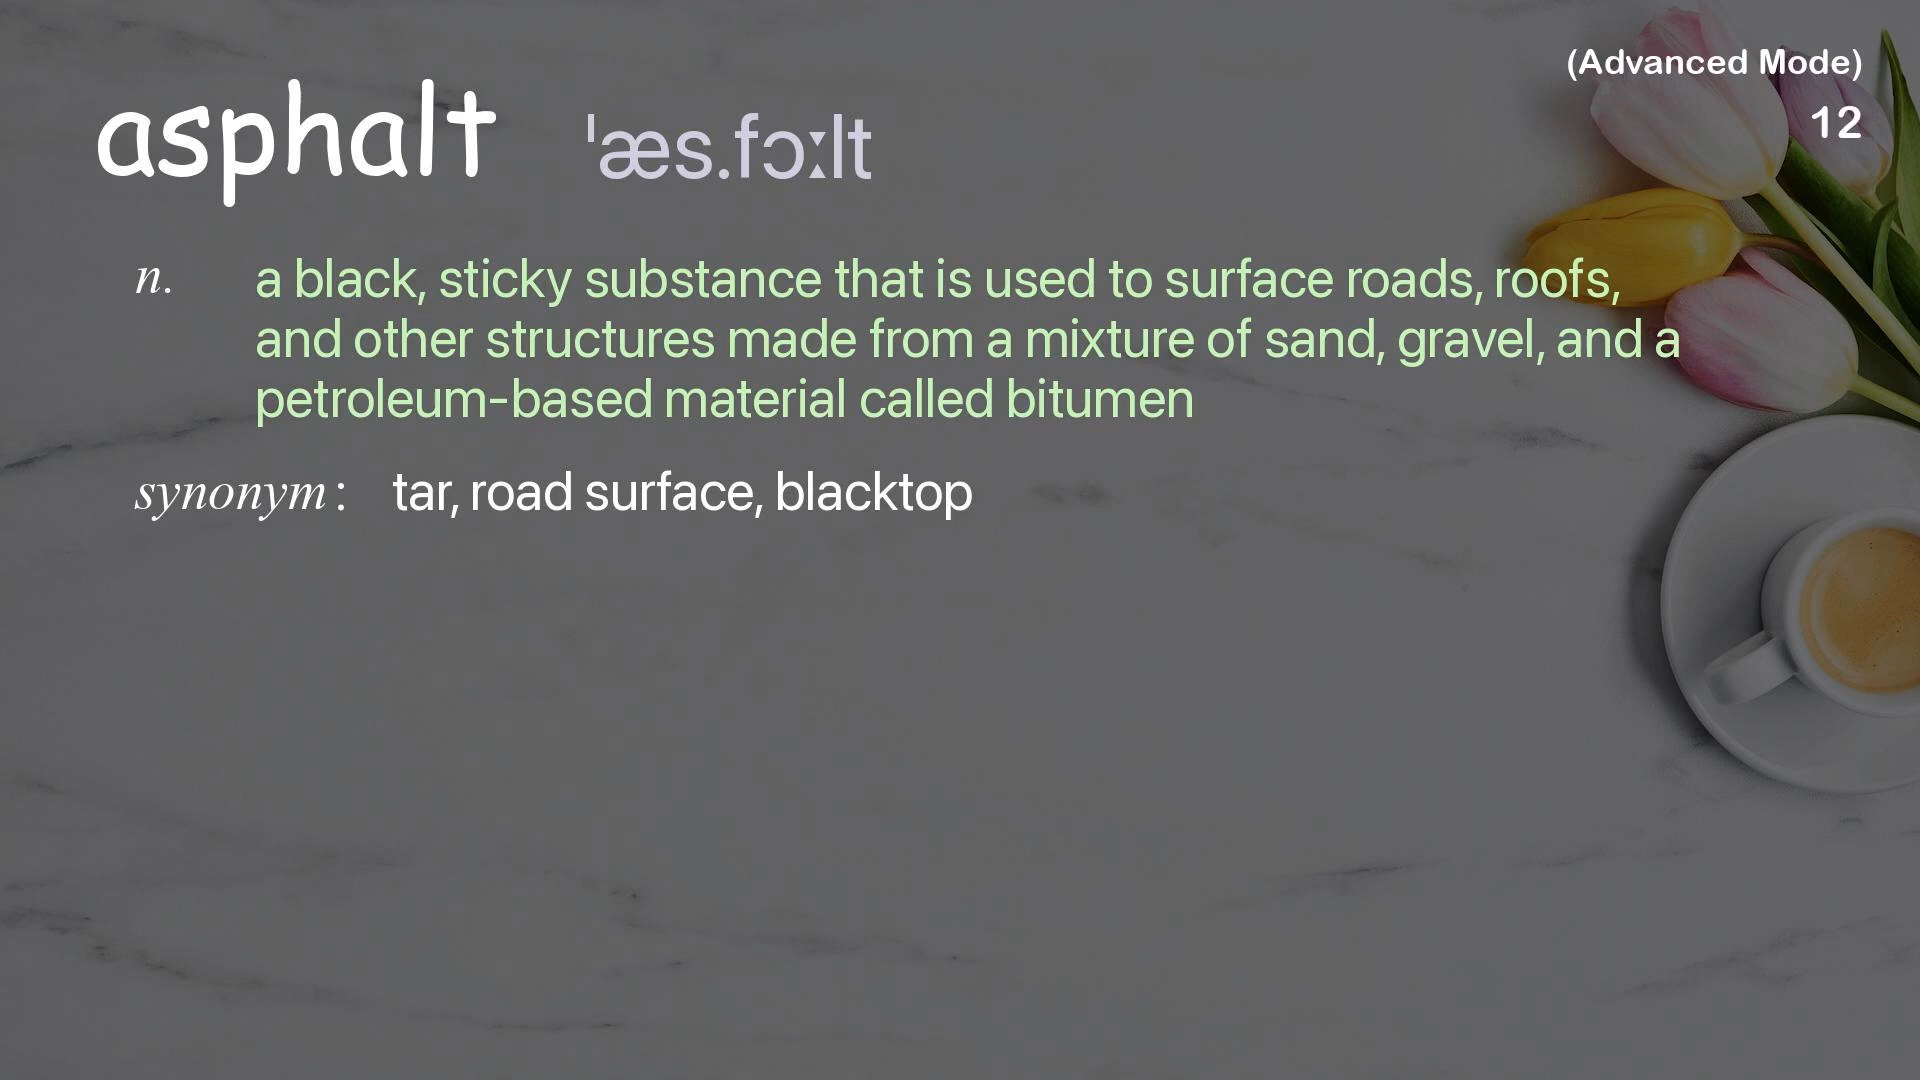 (Advanced Mode)
12
asphalt ˈæs.fɔːlt
n. a black, sticky substance that is used to surface roads, roofs,
and other structures made from a mixture of sand, gravel, and a
petroleum-based material called bitumen
synonym: tar, road surface, blacktop